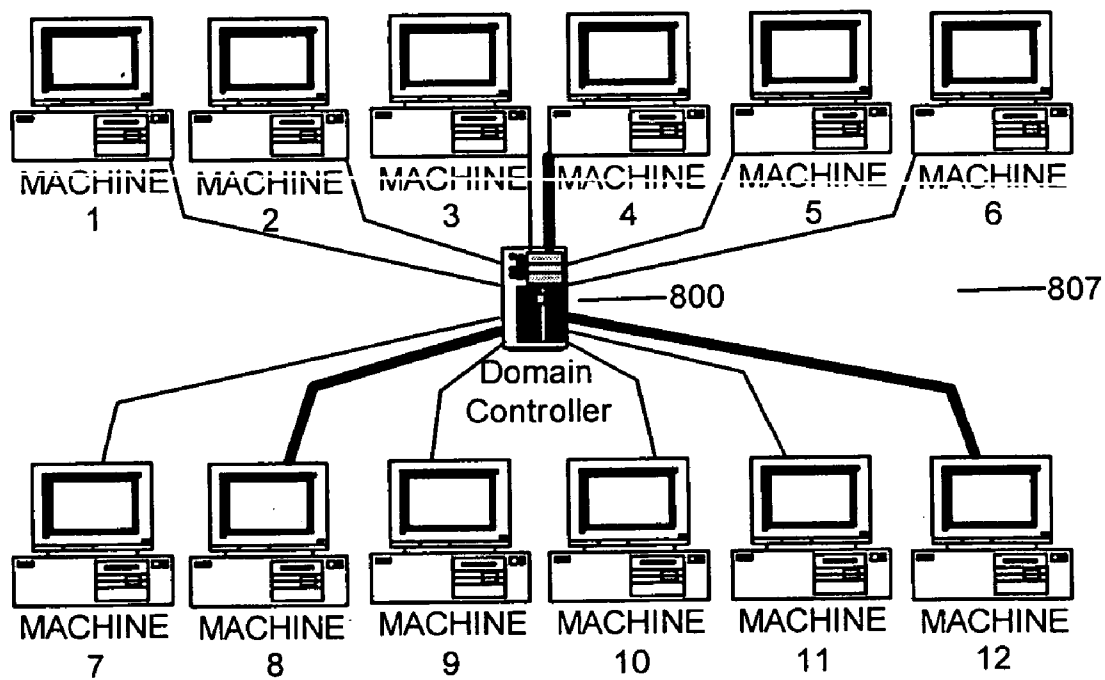 MACHINE MACHINE MACHINE MACHINE MACHINE MACHINE
1 2 3 4 5 6
800 807
Domain
Controller
MACHINE MACHINE MACHINE MACHINE MACHINE MACHINE
7 8 9 10 11 12